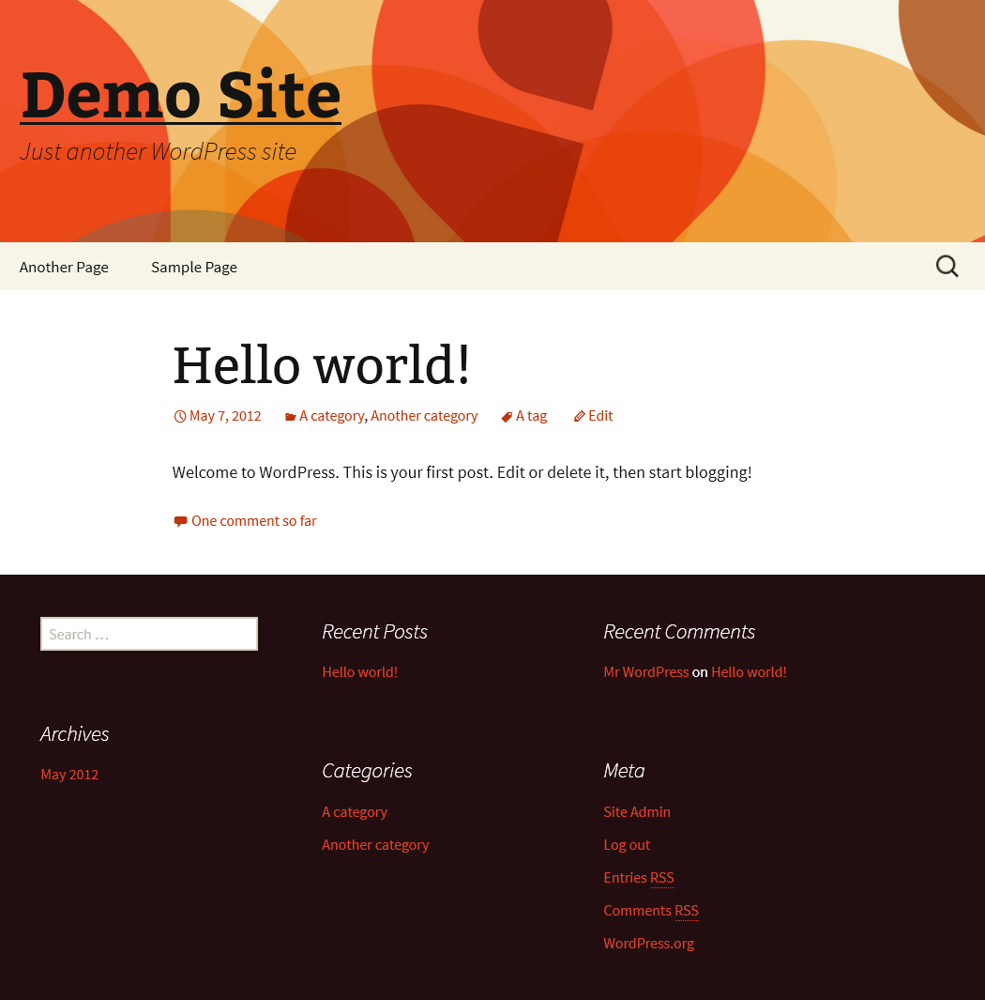 Demo Site
Just another WordPress site
Another Page Sample Page
Hello world!
May 7, 2012 A category, Another category A tag Edit
Welcome to WordPress. This is your first post. Edit or delete it, then start blogging!
One comment so far
Search …
Archives
May 2012
Recent Posts
Hello world!
Categories
A category
Another category
Recent Comments
Mr WordPress on Hello world!
Meta
Site Admin
Log out
Entries RSS
Comments RSS
WordPress.org